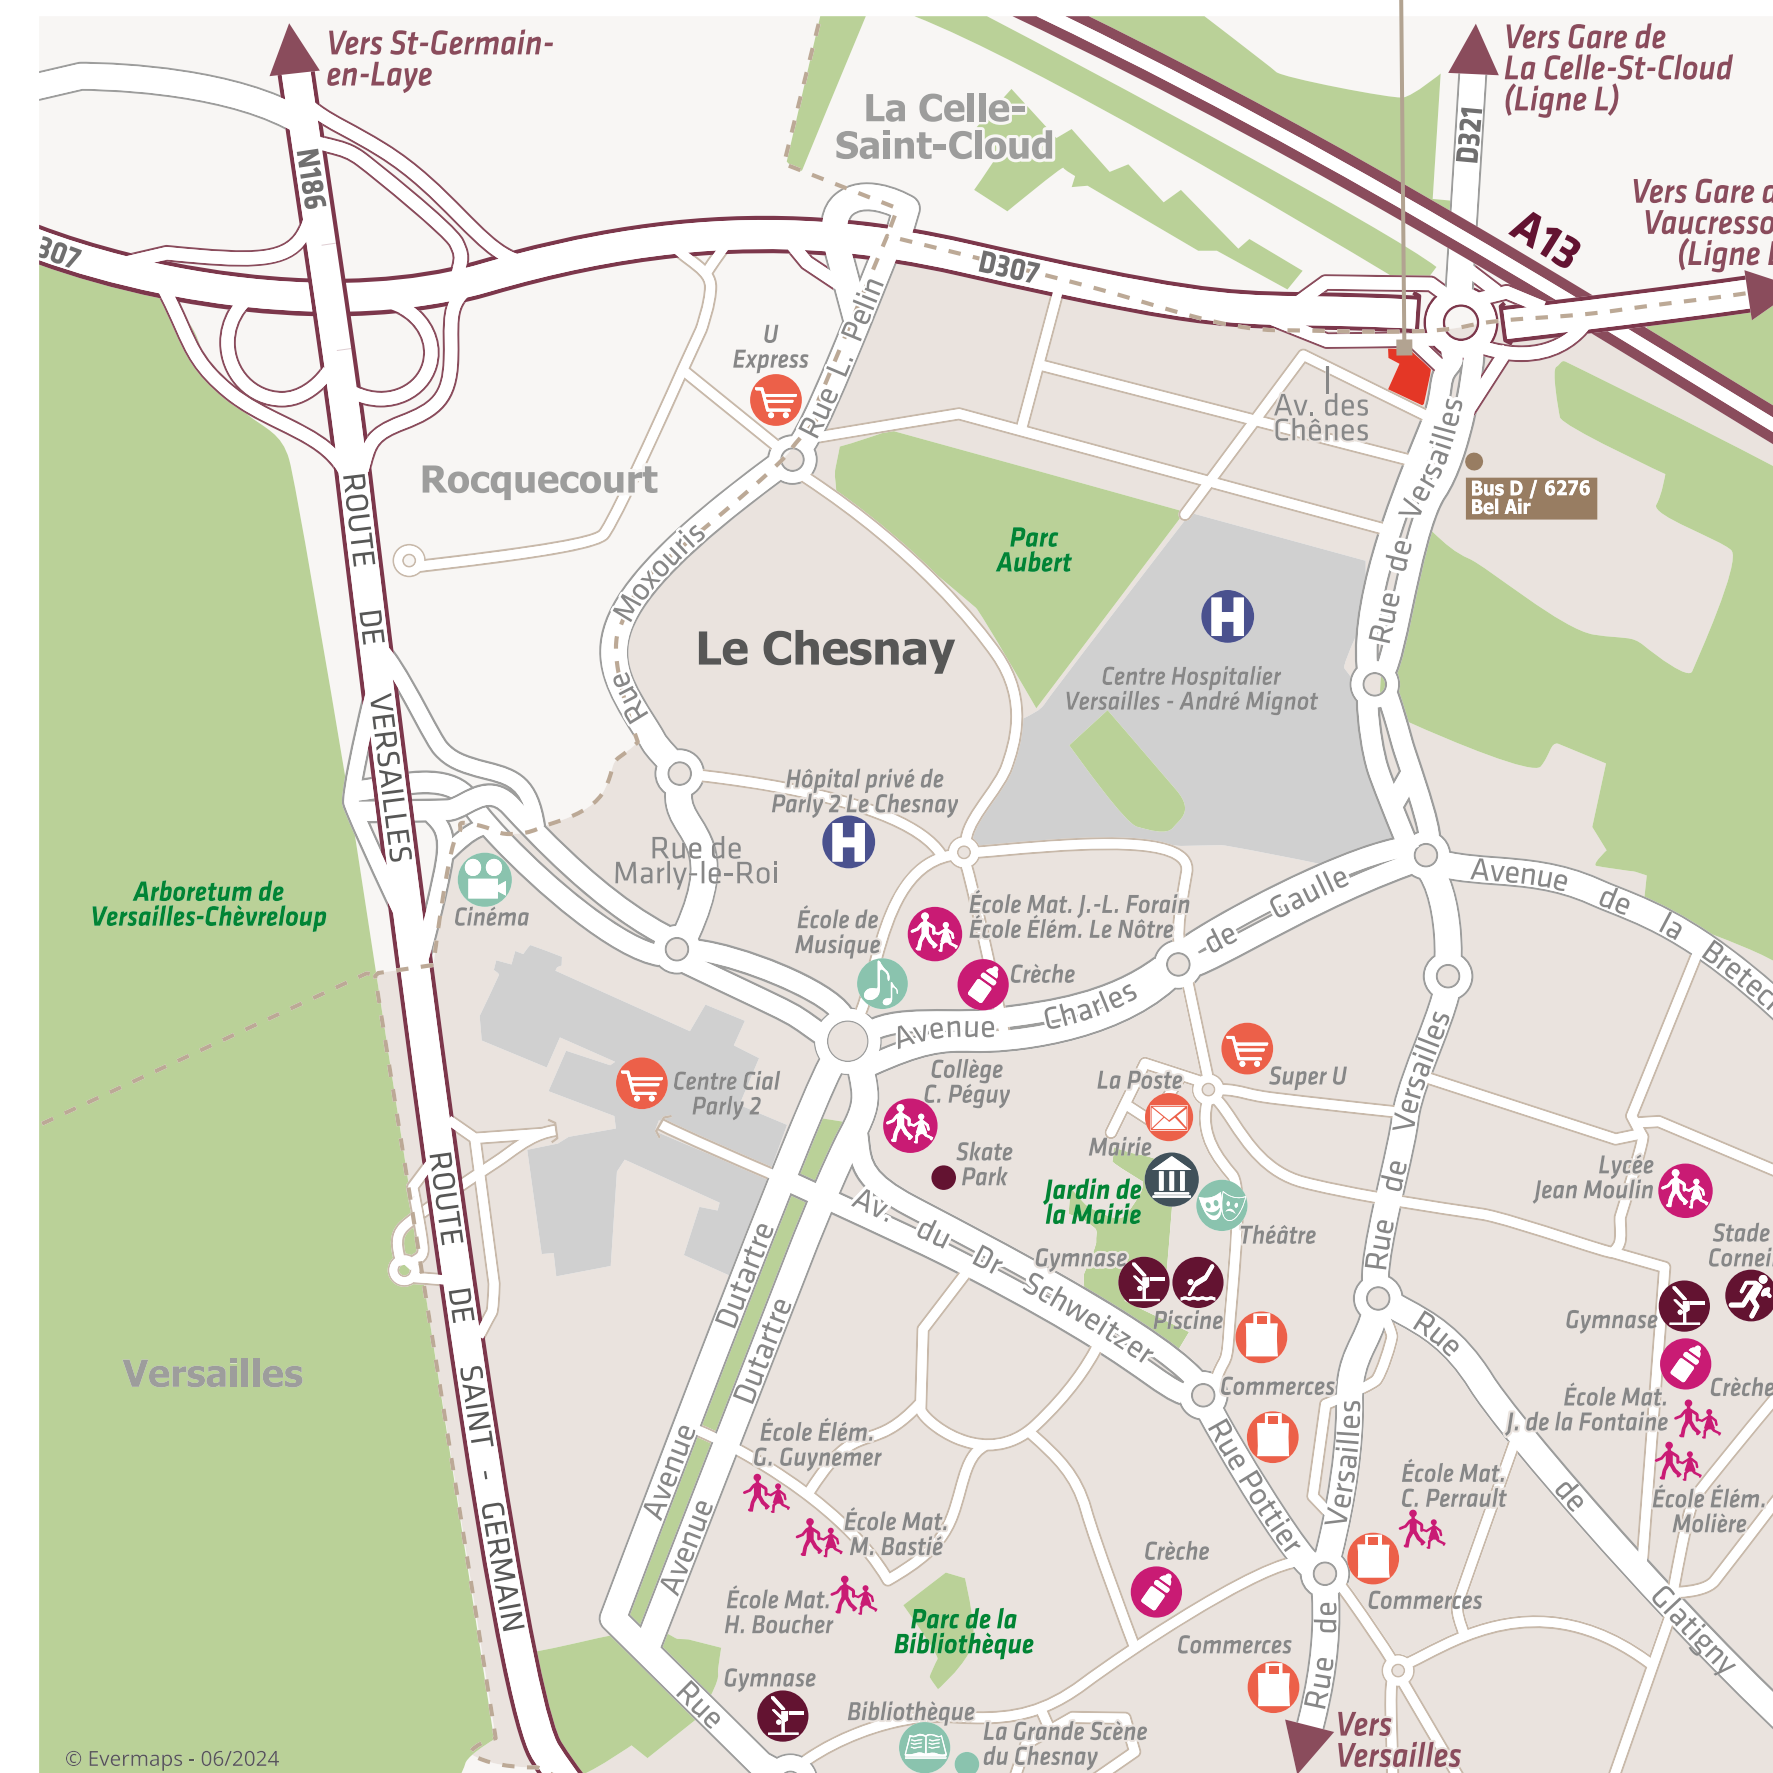 Vers St-Germain-
en-Laye
Vers Gare de
La Celle-St-Cloud
(Ligne L)
La Celle-
Saint-Cloud
D321
N186
Vers Gare d
Vaucresso
(Ligne L
A13
307
D307
U
Express
Rue L. Pelin
Av. des
Chênes
Rue de Versailles
Rocquecourt
Bus D / 6276
Bel Air
ROUTE DE VERSAILLES
Parc
Aubert
Rue Moxouris
Le Chesnay
Centre Hospitalier
Versailles - André Mignot
Hôpital privé de
Parly 2 Le Chesnay
Rue de
Marly-le-Roi
Arboretum de
Versailles-Chèvreloup
Cinéma
École de
Musique
École Mat. J.-L. Forain
École Élém. Le Nôtre
Crèche
Avenue Charles de Gaulle
Avenue de la Bretech
Centre Cial
Parly 2
Collège
C. Péguy
Skate
Park
La Poste
Super U
Mairie
Jardin de
la Mairie
Théâtre
Rue de Versailles
Lycée
Jean Moulin
Stade
Cornei
Gymnase
Piscine
Gymnase
Crèche
Av. du Dr Schweitzer
Avenue Dutartre
Avenue Dutartre
ROUTE DE SAINT - GERMAIN
Versailles
Commerces
Rue de Glatigny
École Mat.
J. de la Fontaine
École Élém.
Molière
École Élém.
G. Guynemer
École Mat.
M. Bastié
École Mat.
H. Boucher
Rue Pottier
Versailles
École Mat.
C. Perrault
Crèche
Commerces
Parc de la
Bibliothèque
Commerces
Rue de
Gymnase
Rue
Bibliothèque
La Grande Scène
du Chesnay
Vers
Versailles
© Evermaps - 06/2024